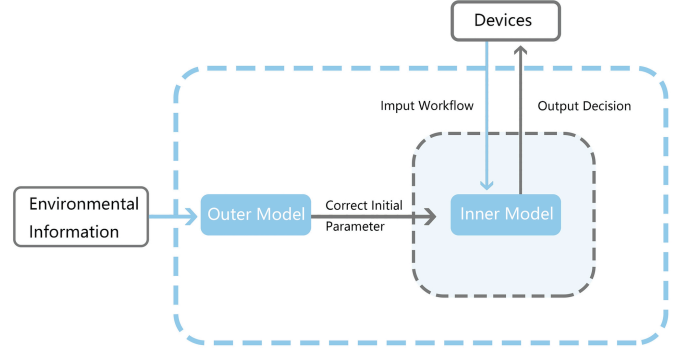 Devices
Imput Workflow
Output Decision
Environmental
Information
Outer Model
Correct Initial
Parameter
Inner Model